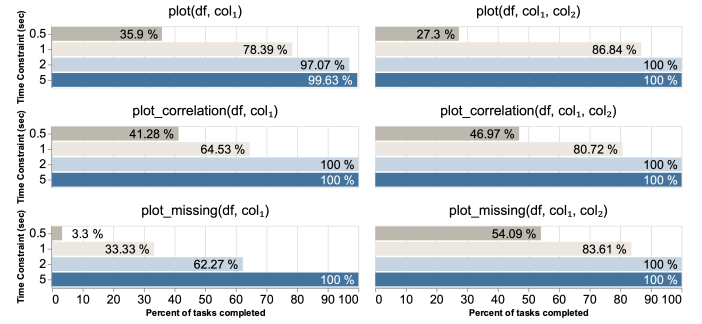 plot(df, col₁)
Time Constraint (sec)
0.5 35.9 %
1 78.39 %
2 97.07 %
5 99.63 %
plot(df, col₁, col₂)
27.3 %
86.84 %
100 %
100 %
plot_correlation(df, col₁)
Time Constraint (sec)
0.5 41.28 %
1 64.53 %
2 100 %
5 100 %
plot_correlation(df, col₁, col₂)
46.97 %
80.72 %
100 %
100 %
plot_missing(df, col₁)
Time Constraint (sec)
0.5 3.3 %
1 33.33 %
2 62.27 %
5 100 %
0 10 20 30 40 50 60 70 80 90 100
Percent of tasks completed
plot_missing(df, col₁, col₂)
54.09 %
83.61 %
100 %
100 %
0 10 20 30 40 50 60 70 80 90 100
Percent of tasks completed